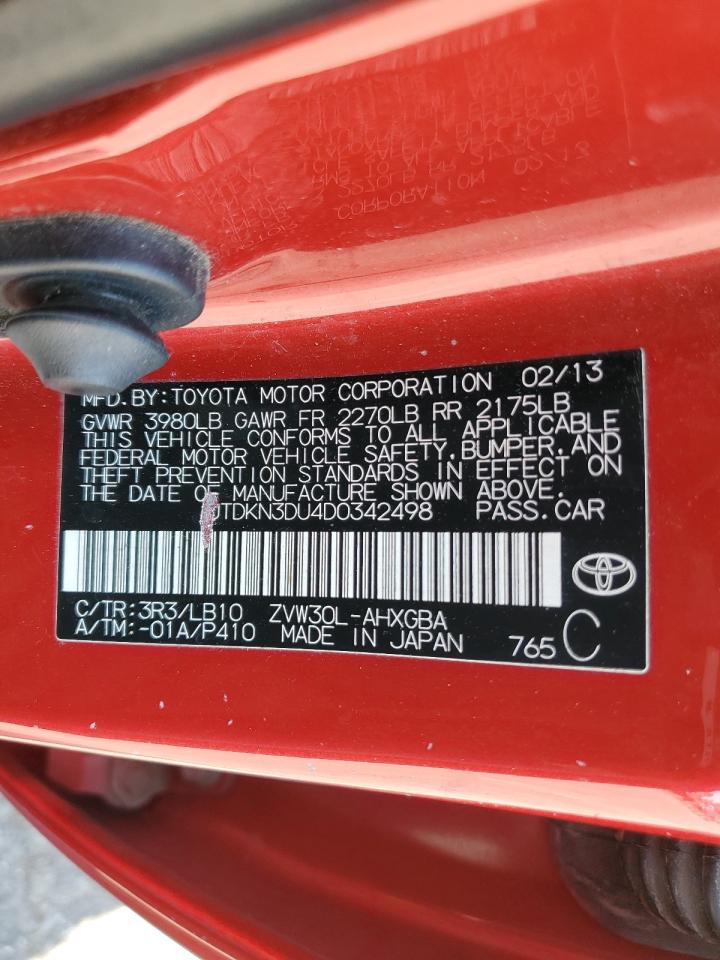 MFD. BY:TOYOTA MOTOR CORPORATION 02/13
GVWR 3980LB GAWR FR 2270LB RR 2175LB
THIS VEHICLE CONFORMS TO ALL APPLICABLE
FEDERAL MOTOR VEHICLE SAFETY,BUMPER,AND
THEFT PREVENTION STANDARDS IN EFFECT ON
THE DATE OF MANUFACTURE SHOWN ABOVE.
JTDKN3DU4D0342498 PASS.CAR
C/TR:3R3/LB10 ZVW30L-AHXGBA
A/TM:-01A/P410 MADE IN JAPAN 765 C